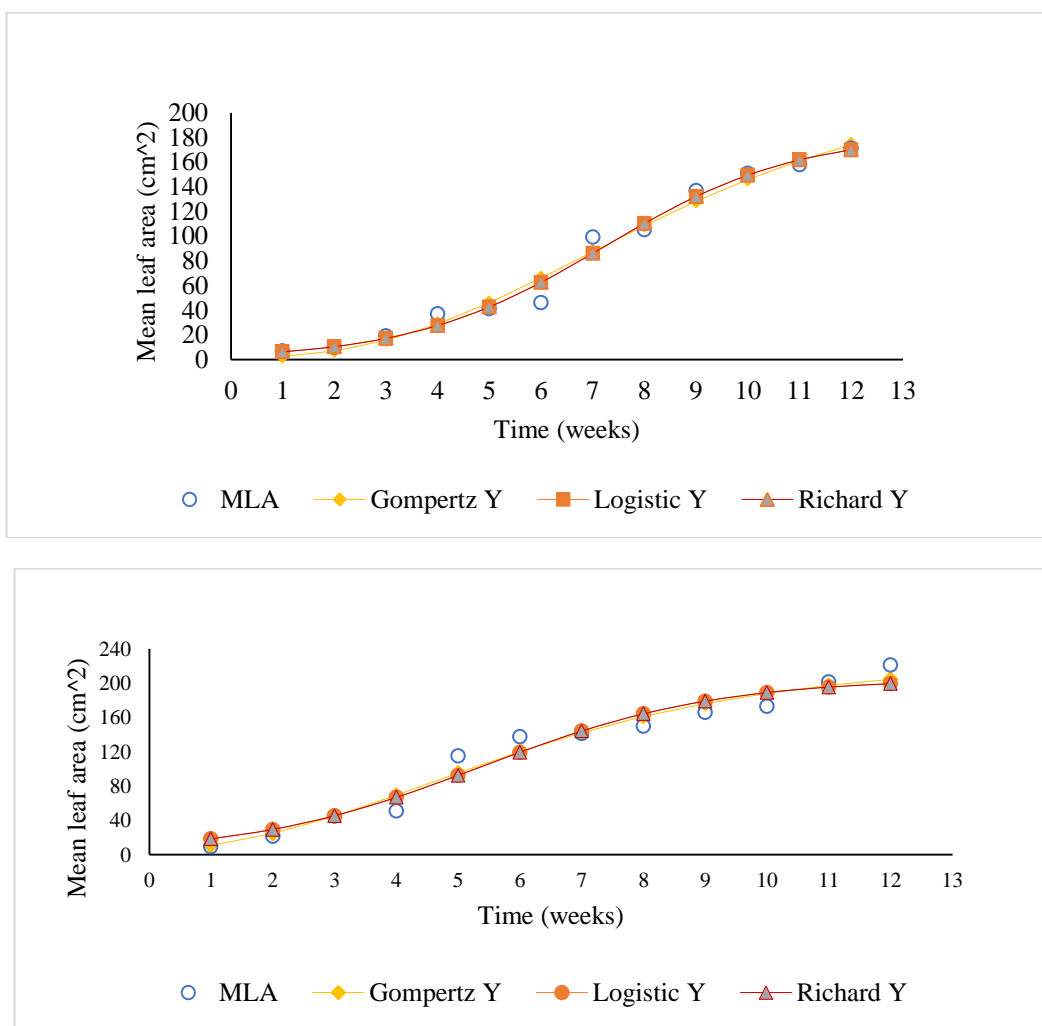 Mean leaf area (cm^2)
200
180
160
140
120
100
80
60
40
20
0
0 1 2 3 4 5 6 7 8 9 10 11 12 13
Time (weeks)
MLA Gompertz Y Logistic Y Richard Y
Mean leaf area (cm^2)
240
200
160
120
80
40
0
0 1 2 3 4 5 6 7 8 9 10 11 12 13
Time (weeks)
MLA Gompertz Y Logistic Y Richard Y